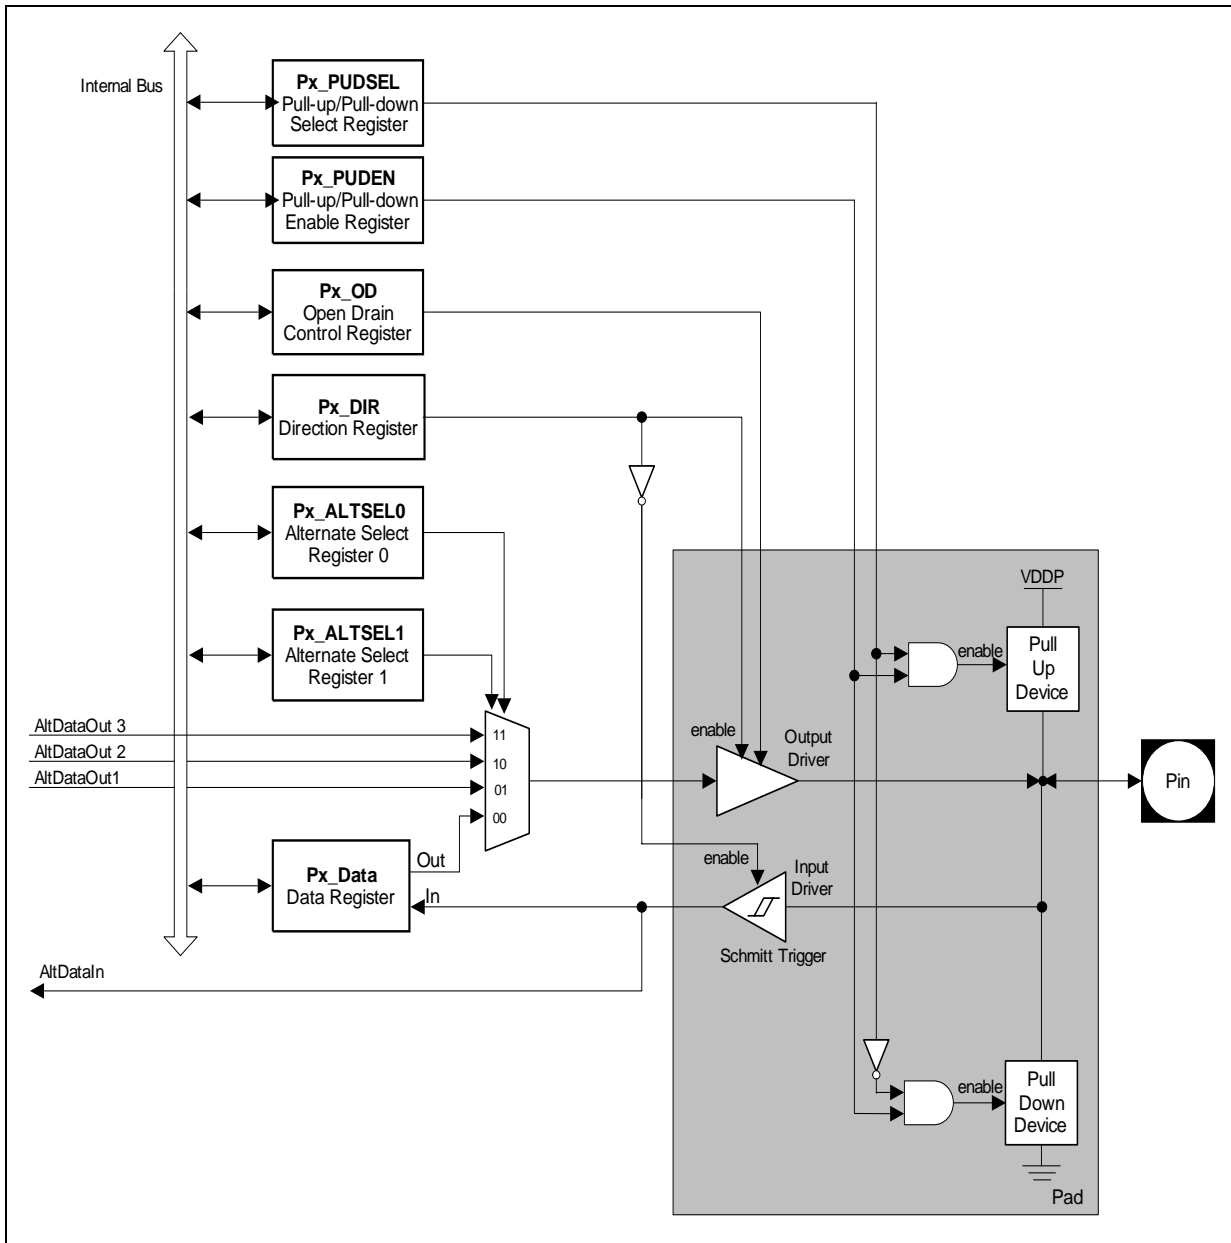 Internal Bus
Px_PUDSEL
Pull-up/Pull-down
Select Register
Px_PUDEN
Pull-up/Pull-down
Enable Register
Px_OD
Open Drain
Control Register
Px_DIR
Direction Register
Px_ALTSEL0
Alternate Select
Register 0
Px_ALTSEL1
Alternate Select
Register 1
AltDataOut 3
AltDataOut 2
AltDataOut1
11
10
01
00
Px_Data
Data Register
Out
In
AltDataIn
enable
Output
Driver
enable
Input
Driver
Schmitt Trigger
VDDP
enable
Pull
Up
Device
Pin
enable
Pull
Down
Device
Pad